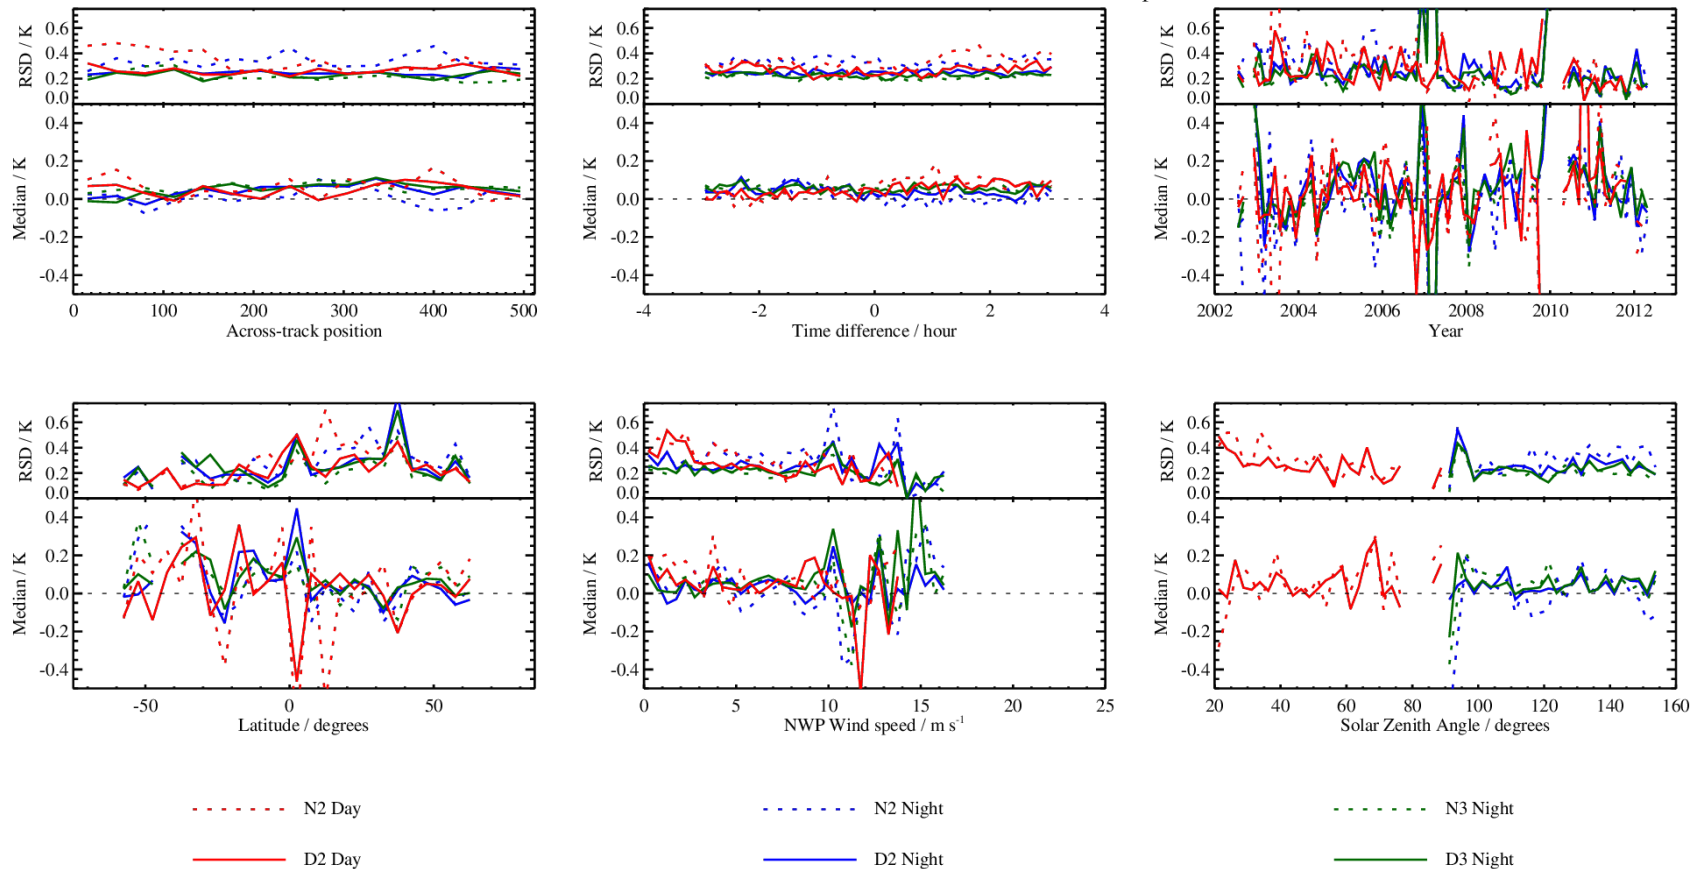 RSD / K
0.6
0.4
0.2
0.0
Median / K
0.4
0.2
0.0
-0.2
-0.4
0 100 200 300 400 500
Across-track position
RSD / K
0.6
0.4
0.2
0.0
Median / K
0.4
0.2
0.0
-0.2
-0.4
-4 -2 0 2 4
Time difference / hour
RSD / K
0.6
0.4
0.2
0.0
Median / K
0.4
0.2
0.0
-0.2
-0.4
2002 2004 2006 2008 2010 2012
Year
RSD / K
0.6
0.4
0.2
0.0
Median / K
0.4
0.2
0.0
-0.2
-0.4
-50 0 50
Latitude / degrees
RSD / K
0.6
0.4
0.2
0.0
Median / K
0.4
0.2
0.0
-0.2
-0.4
0 5 10 15 20 25
NWP Wind speed / m s⁻¹
RSD / K
0.6
0.4
0.2
0.0
Median / K
0.4
0.2
0.0
-0.2
-0.4
20 40 60 80 100 120 140 160
Solar Zenith Angle / degrees
N2 Day N2 Night N3 Night
D2 Day D2 Night D3 Night